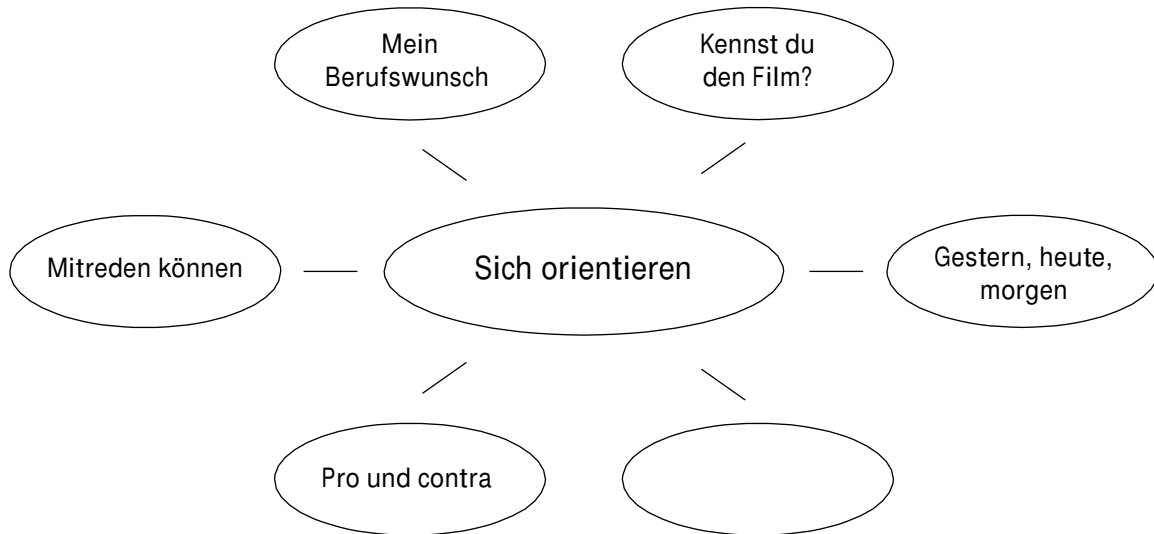 Mein
Berufswunsch
Kennst du
den Film?
Mitreden können
Sich orientieren
Gestern, heute,
morgen
Pro und contra